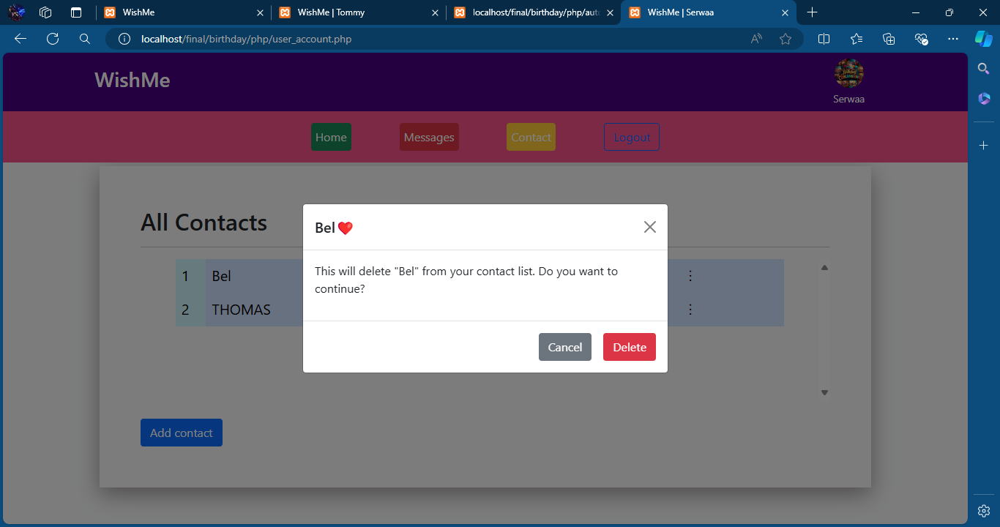 WishMe
WishMe | Tommy
localhost/final/birthday/php/aut
WishMe | Serwaa
localhost/final/birthday/php/user_account.php
WishMe
Serwaa
Home
Messages
Contact
Logout
All Contacts
Bel❤️
This will delete "Bel" from your contact list. Do you want to
continue?
1 Bel
2 THOMAS
Cancel
Delete
Add contact